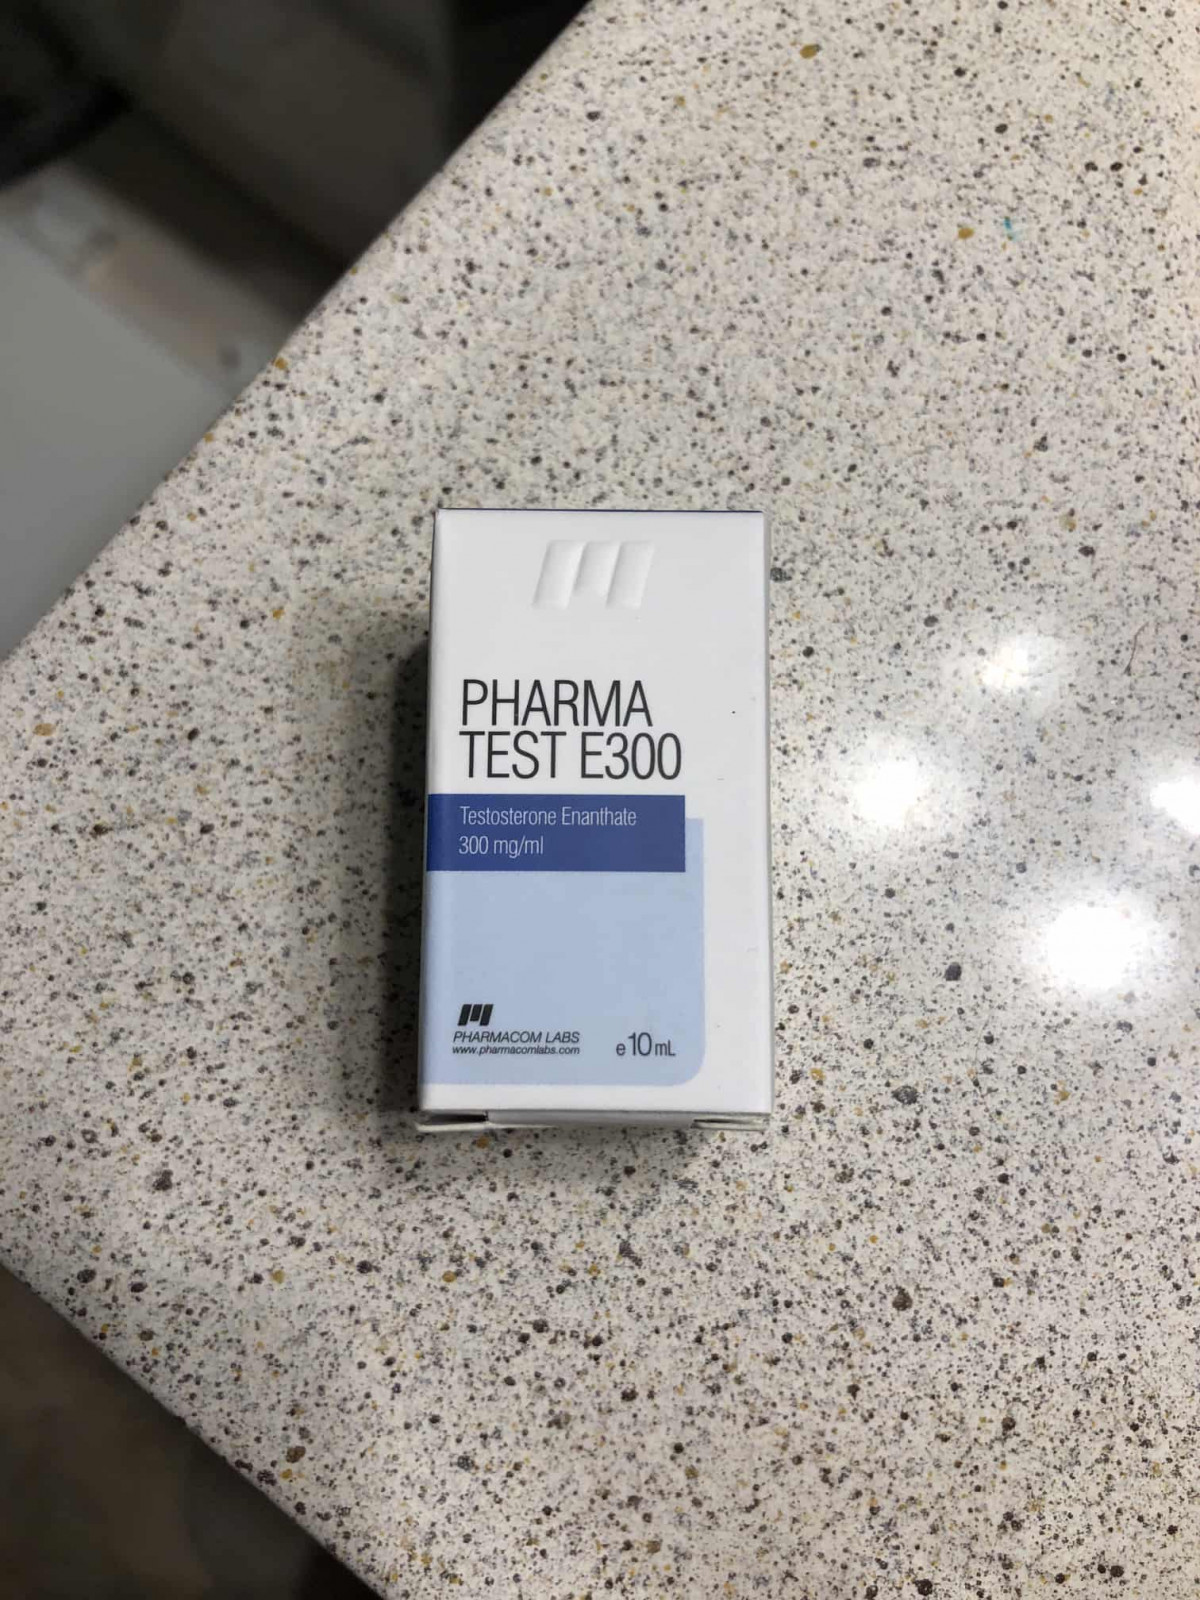 PHARMA
TEST E300
Testosterone Enanthate
300 mg/ml
PHARMACOM LABS
www.pharmacomlabs.com
e 10 mL